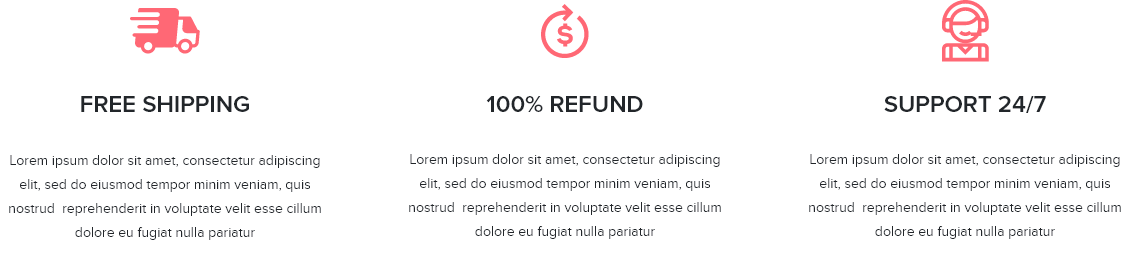 FREE SHIPPING
Lorem ipsum dolor sit amet, consectetur adipiscing
elit, sed do eiusmod tempor minim veniam, quis
nostrud  reprehenderit in voluptate velit esse cillum
dolore eu fugiat nulla pariatur
$
100% REFUND
Lorem ipsum dolor sit amet, consectetur adipiscing
elit, sed do eiusmod tempor minim veniam, quis
nostrud  reprehenderit in voluptate velit esse cillum
dolore eu fugiat nulla pariatur
SUPPORT 24/7
Lorem ipsum dolor sit amet, consectetur adipiscing
elit, sed do eiusmod tempor minim veniam, quis
nostrud  reprehenderit in voluptate velit esse cillum
dolore eu fugiat nulla pariatur